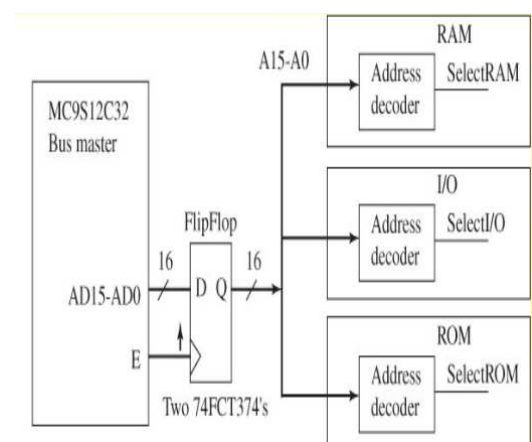 RAM
A15-A0
Address
decoder
SelectRAM
MC9S12C32
Bus master
I/O
Address
decoder
SelectI/O
FlipFlop
16
16
AD15-AD0
D Q
E
Two 74FCT374's
ROM
Address
decoder
SelectROM